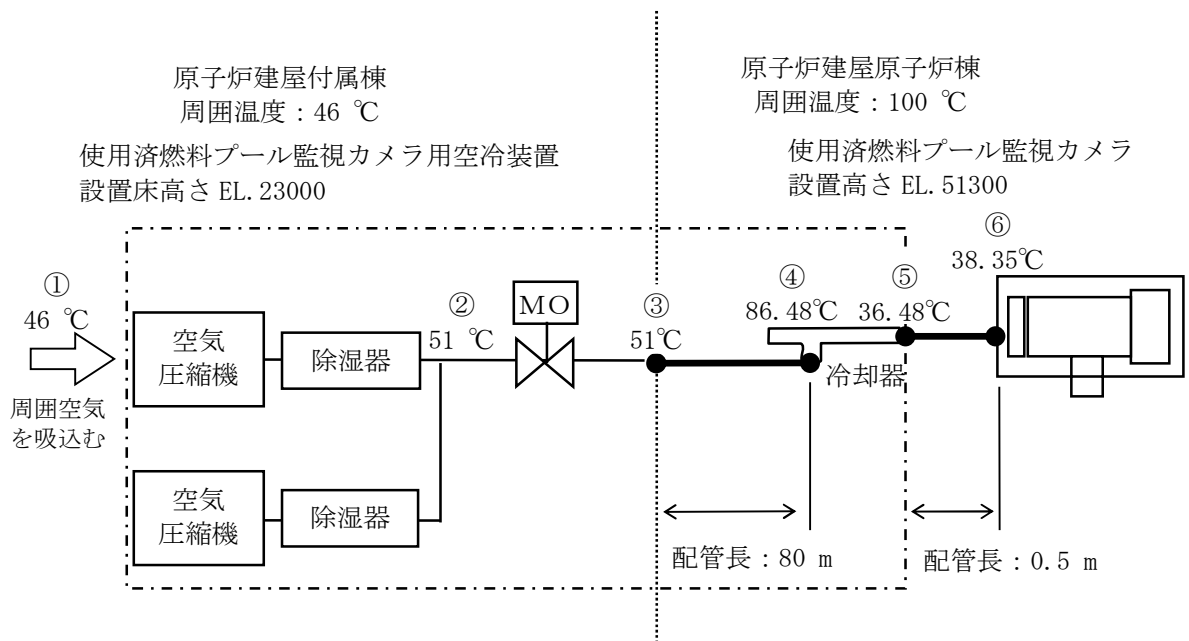 原子炉建屋付属棟
周囲温度：46 ℃
使用済燃料プール監視カメラ用空冷装置
設置床高さ EL.23000
原子炉建屋原子炉棟
周囲温度：100 ℃
使用済燃料プール監視カメラ
設置高さ EL.51300
①
46 ℃
周囲空気
を吸込む
空気
圧縮機
除湿器
②
51 ℃
MO
③
51℃
④
86.48℃
冷却器
⑤
36.48℃
⑥
38.35℃
空気
圧縮機
除湿器
配管長：80 m
配管長：0.5 m